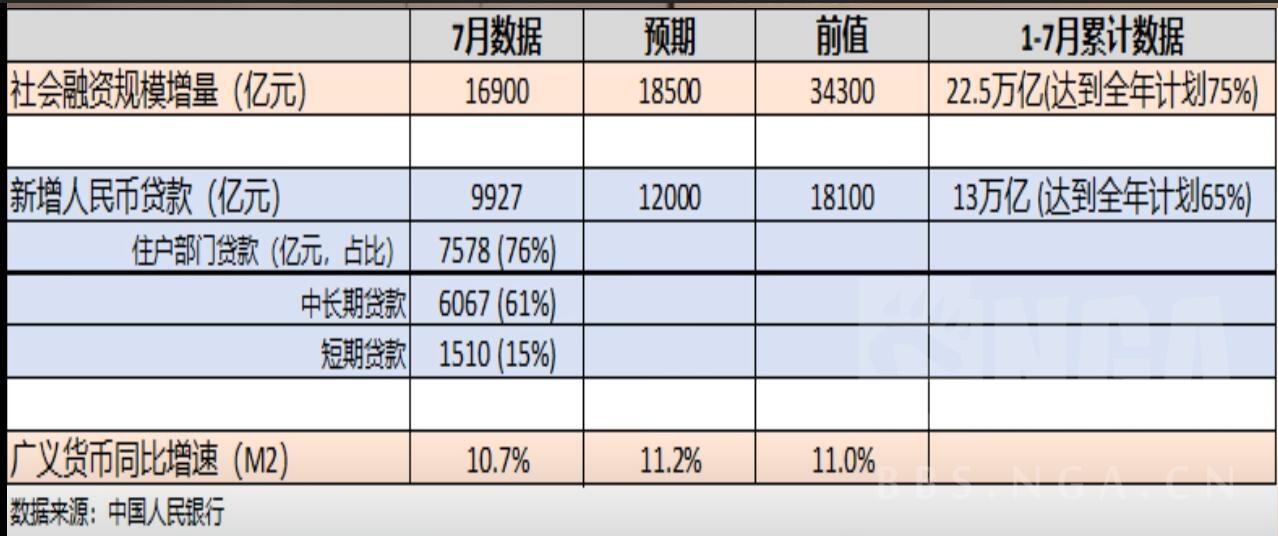 7月数据 预期 前值 1-7月累计数据
社会融资规模增量（亿元） 16900 18500 34300 22.5万亿(达到全年计划75%)
新增人民币贷款（亿元） 9927 12000 18100 13万亿 (达到全年计划65%)
住户部门贷款（亿元，占比） 7578 (76%)
中长期贷款 6067 (61%)
短期贷款 1510 (15%)
NGA
广义货币同比增速（M2） 10.7% 11.2% 11.0%
BBS.NGA.CN
数据来源：中国人民银行